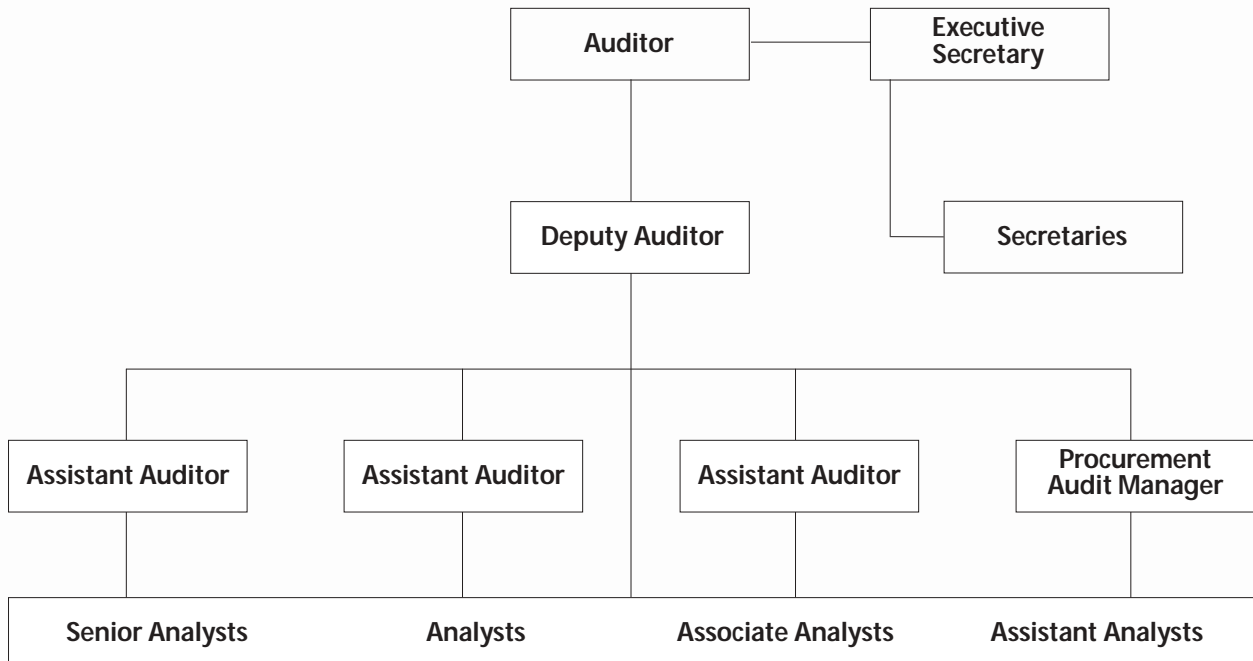 Auditor
Executive
Secretary
Deputy Auditor
Secretaries
Assistant Auditor
Assistant Auditor
Assistant Auditor
Procurement
Audit Manager
Senior Analysts
Analysts
Associate Analysts
Assistant Analysts